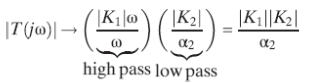 |T(jω)| → (|K₁|ω / ω) (|K₂| / α₂) = |K₁||K₂| / α₂
high pass low pass